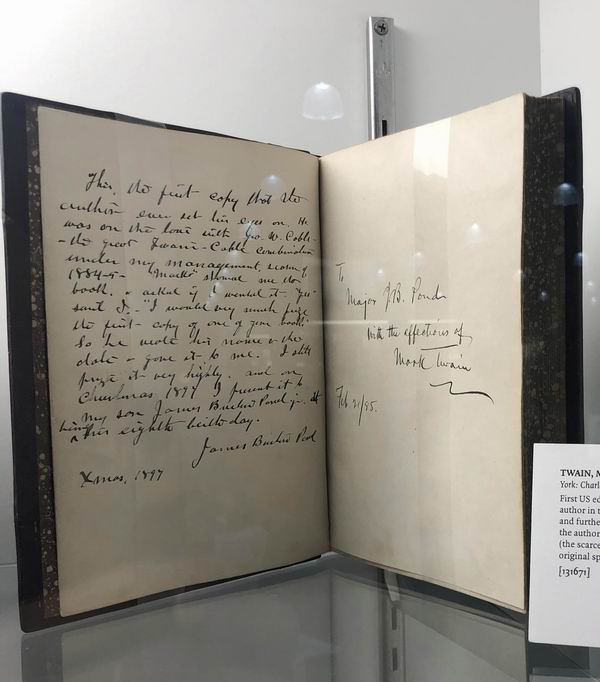 This, the first copy that the
author ever set his eyes on. He
was on the tour with Geo. W. Cable -
- the great Twain - Cable combination
under my management, season of
1884-5- "Mark" showed me the
book, & asked if I wanted it. "Yes"
said I, - "I would very much prize
the first copy of one of your books."
So he wrote his name & the
date & gave it to me. I still
prize it very highly. and on
Christmas 1897 I present it to
my son James Burton Pond jr. at
his eighth birthday.
James Burton Pond
Xmas, 1897
To
Major J.B. Pond
with the affections of
Mark Twain
Feb. 21/85.
TWAIN, M
York: Charl
First US ed
author in t
and furthe
the author
(the scarce
original sp
[131671]